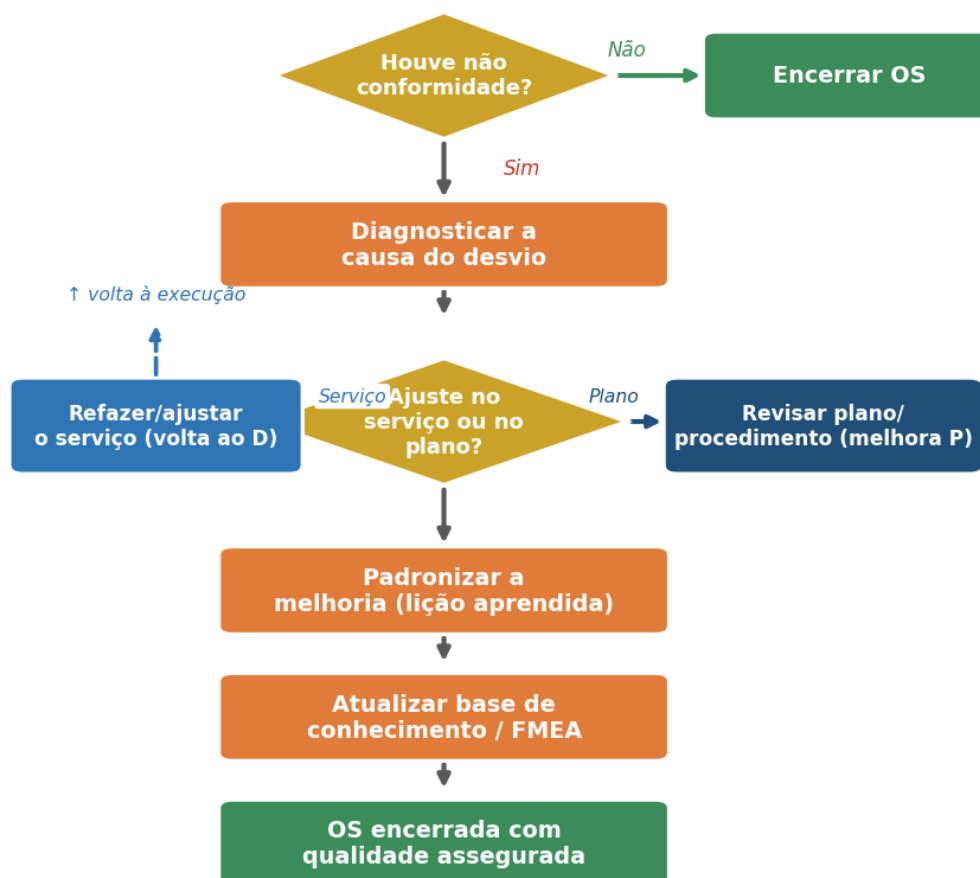 Houve não
conformidade?
Não
Encerrar OS
Sim
Diagnosticar a
causa do desvio
↑ volta à execução
Refazer/ajustar
o serviço (volta ao D)
Serviço
Ajuste no
serviço ou no
plano?
Plano
Revisar plano/
procedimento (melhora P)
Padronizar a
melhoria (lição aprendida)
Atualizar base de
conhecimento / FMEA
OS encerrada com
qualidade assegurada